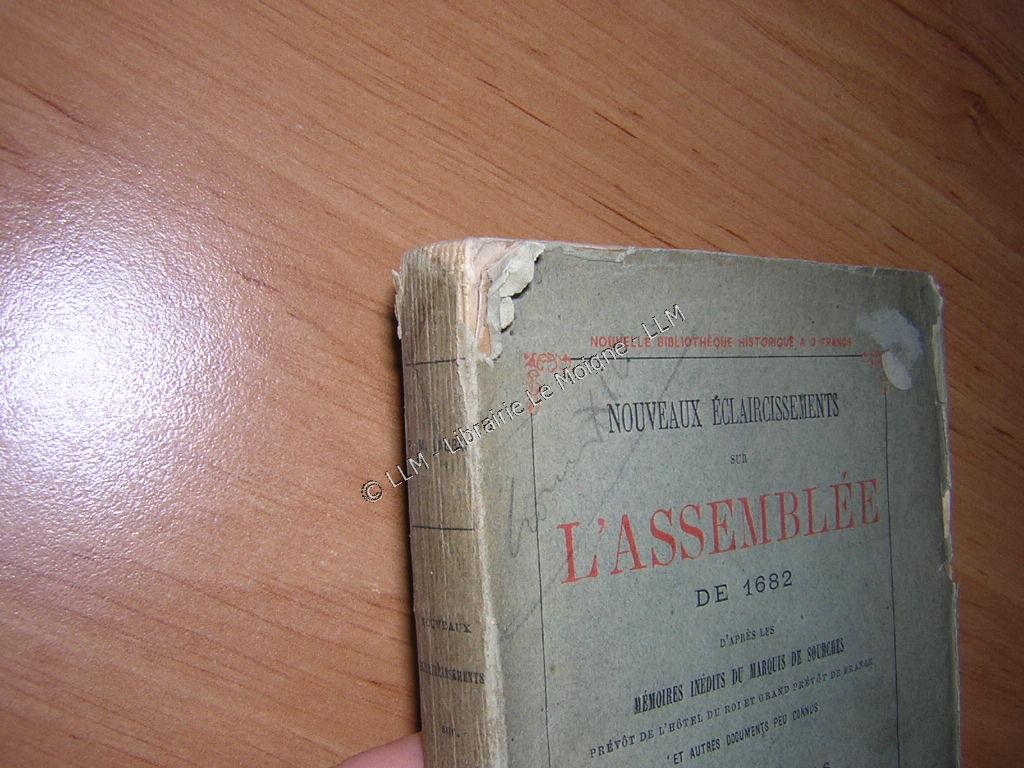 NOUVELLE BIBLIOTHÈQUE HISTORIQUE A 3 FRANCS
NOUVEAUX ÉCLAIRCISSEMENTS
SUR
L'ASSEMBLÉE
DE 1682
D'APRÈS LES
MÉMOIRES INÉDITS DU MARQUIS DE SOURCHES
PRÉVÔT DE L'HÔTEL DU ROI ET GRAND PRÉVÔT DE FRANCE
ET AUTRES DOCUMENTS PEU CONNUS
NOUVEAUX
ÉCLAIRCISSEMENTS
SUR
© LLM - Librairie Le Moigne - LLM